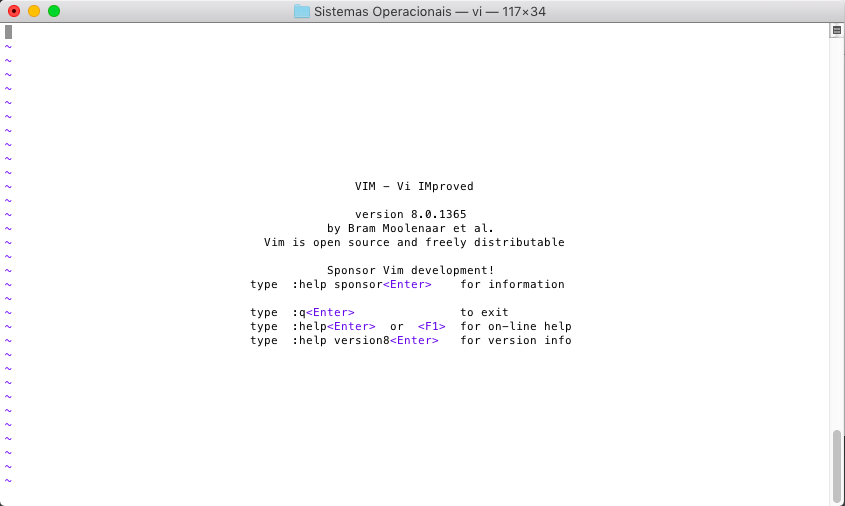 Sistemas Operacionais — vi — 117×34
~
~
~
~
~
~
~
~
~
~
~ VIM - Vi IMproved
~
~ version 8.0.1365
~ by Bram Moolenaar et al.
~ Vim is open source and freely distributable
~
~ Sponsor Vim development!
~ type :help sponsor<Enter> for information
~
~ type :q<Enter> to exit
~ type :help<Enter> or <F1> for on-line help
~ type :help version8<Enter> for version info
~
~
~
~
~
~
~
~
~
~